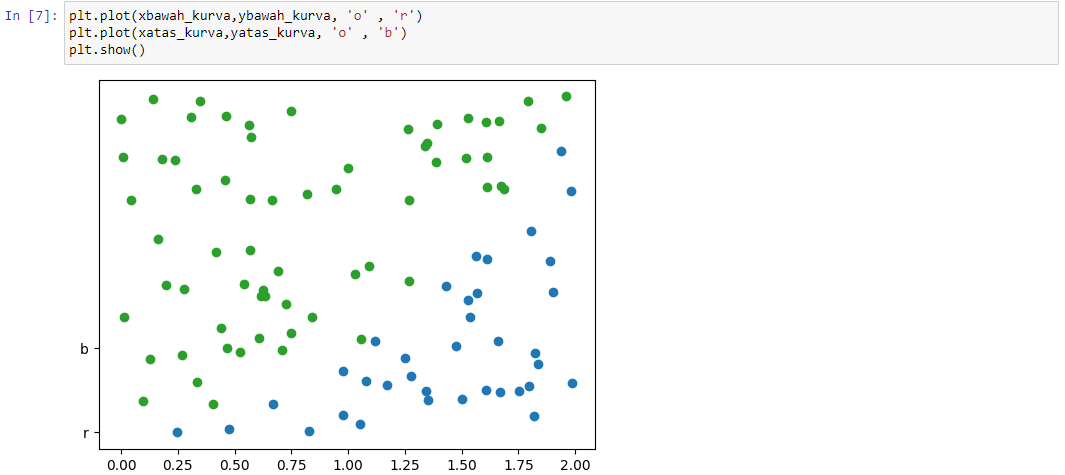 In [7]: plt.plot(xbawah_kurva,ybawah_kurva, 'o' , 'r')
plt.plot(xatas_kurva,yatas_kurva, 'o' , 'b')
plt.show()
b
r
0.00 0.25 0.50 0.75 1.00 1.25 1.50 1.75 2.00